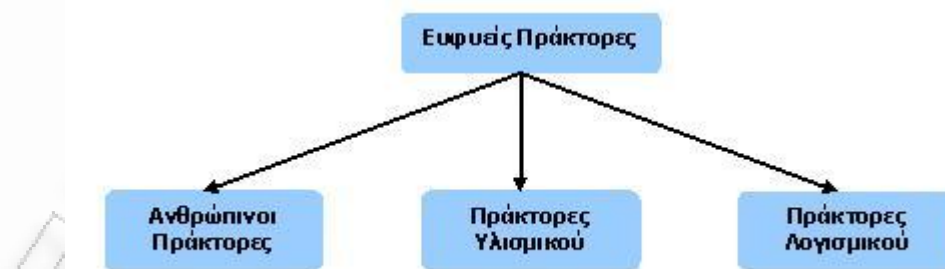 Ευφυείς Πράκτορες
Ανθρώπινοι
Πράκτορες
Πράκτορες
Υλισμικού
Πράκτορες
Λογισμικού